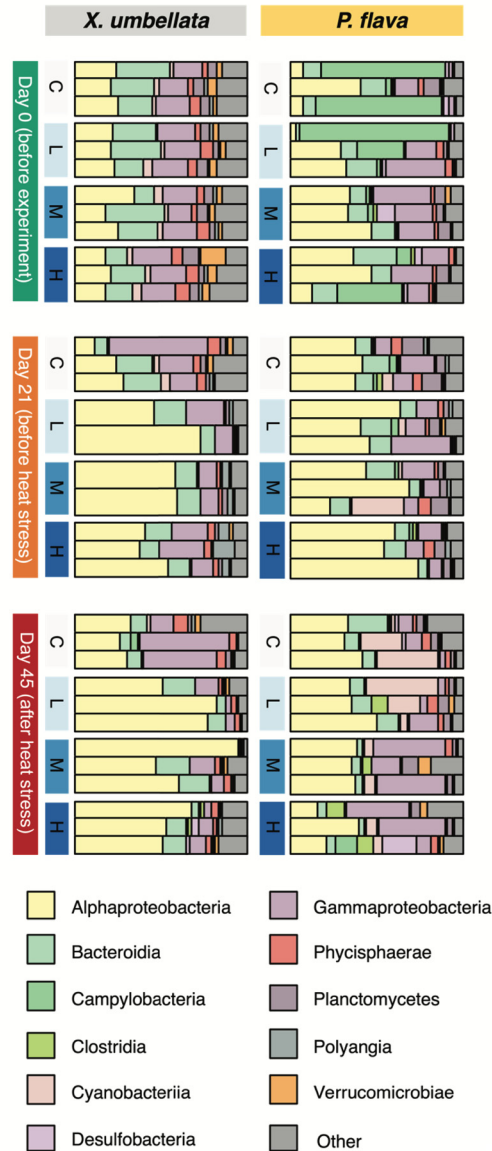 X. umbellata
P. flava
Day 0 (before experiment)
C
L
M
H
C
L
M
H
Day 21 (before heat stress)
C
L
M
H
C
L
M
H
Day 45 (after heat stress)
C
L
M
H
C
L
M
H
Alphaproteobacteria
Bacteroidia
Campylobacteria
Clostridia
Cyanobacteriia
Desulfobacteria
Gammaproteobacteria
Phycisphaerae
Planctomycetes
Polyangia
Verrucomicrobiae
Other